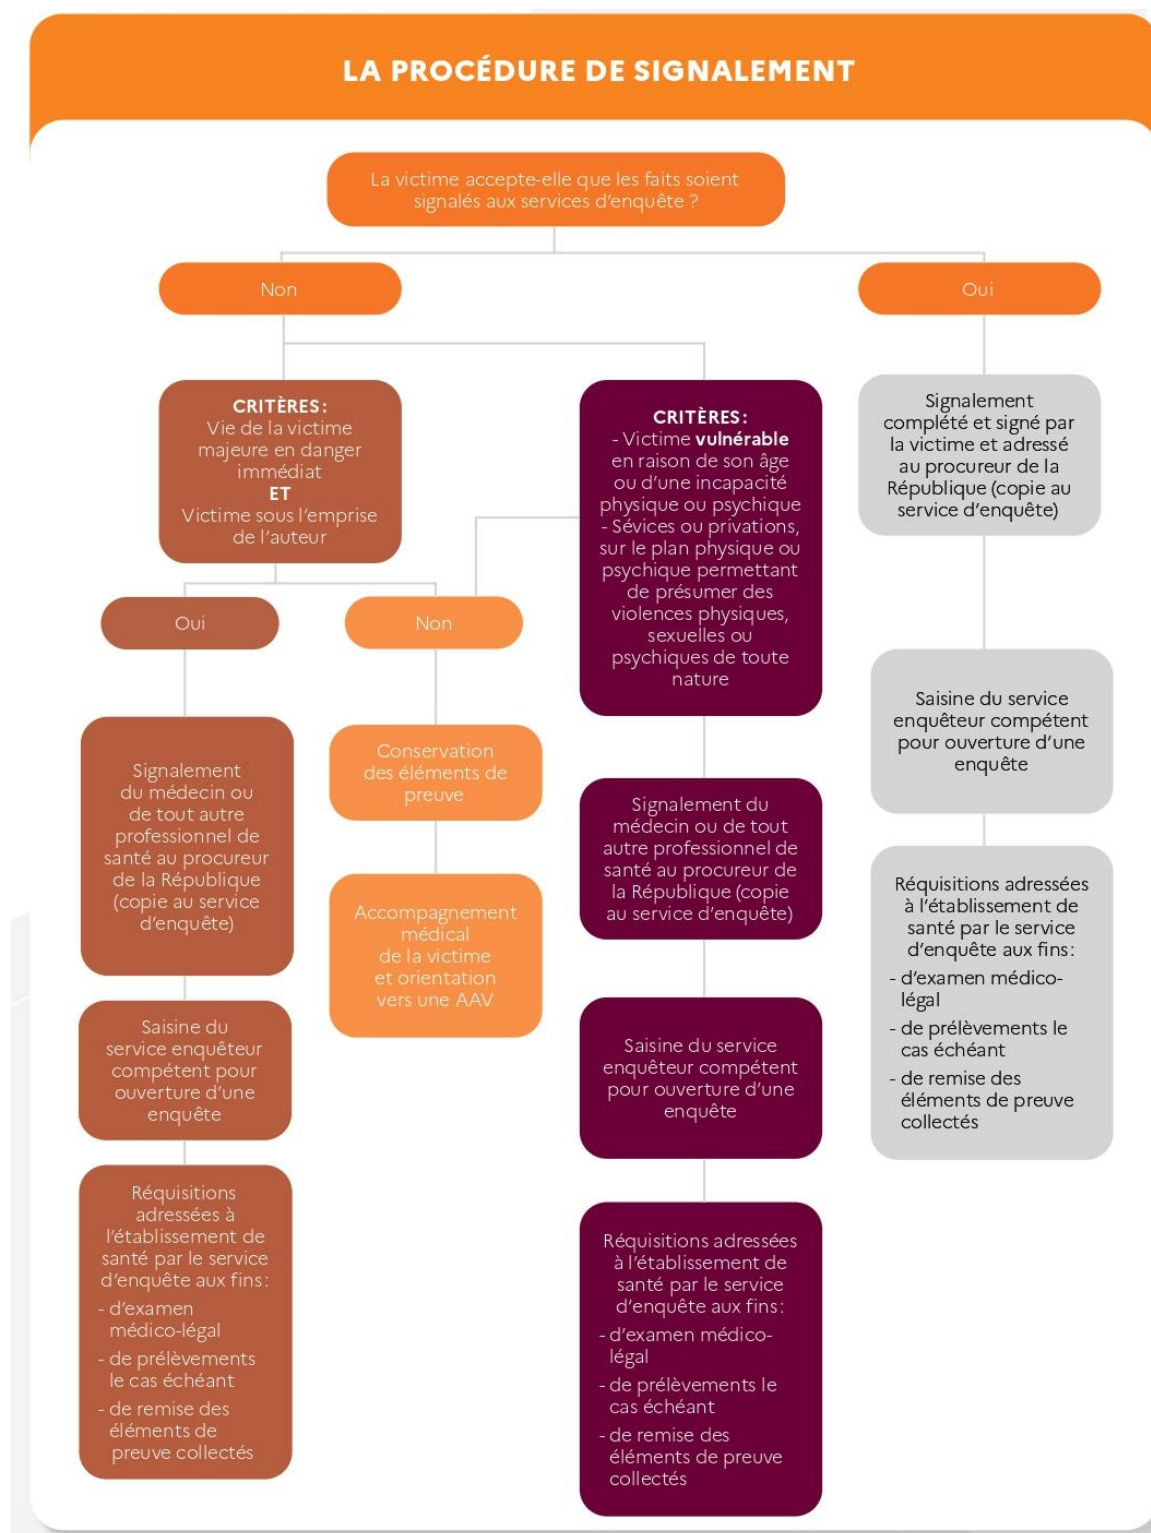 LA PROCÉDURE DE SIGNALEMENT
La victime accepte-elle que les faits soient
signalés aux services d'enquête ?
Non
Oui
CRITÈRES :
Vie de la victime
majeure en danger
immédiat
ET
Victime sous l'emprise
de l'auteur
Oui
Non
Signalement
du médecin ou
de tout autre
professionnel de
santé au procureur
de la République
(copie au service
d'enquête)
Saisine du
service enquêteur
compétent pour
ouverture d'une
enquête
Réquisitions
adressées à
l'établissement de
santé par le service
d'enquête aux fins :
- d'examen
médico-légal
- de prélèvements
le cas échéant
- de remise des
éléments de
preuve collectés
Conservation
des éléments de
preuve
Accompagnement
médical
de la victime
et orientation
vers une AAV
CRITÈRES :
- Victime vulnérable
en raison de son âge
ou d'une incapacité
physique ou psychique
- Sévices ou privations,
sur le plan physique ou
psychique permettant
de présumer des
violences physiques,
sexuelles ou
psychiques de toute
nature
Signalement du
médecin ou de tout
autre professionnel de
santé au procureur de
la République (copie
au service d'enquête)
Saisine du service
enquêteur compétent
pour ouverture d'une
enquête
Réquisitions adressées
à l'établissement de
santé par le service
d'enquête aux fins :
- d'examen médico-
légal
- de prélèvements le
cas échéant
- de remise des
éléments de preuve
collectés
Signalement
complété et signé par
la victime et adressé
au procureur de la
République (copie au
service d'enquête)
Saisine du service
enquêteur compétent
pour ouverture d'une
enquête
Réquisitions adressées
à l'établissement de
santé par le service
d'enquête aux fins :
- d'examen médico-
légal
- de prélèvements le
cas échéant
- de remise des
éléments de preuve
collectés